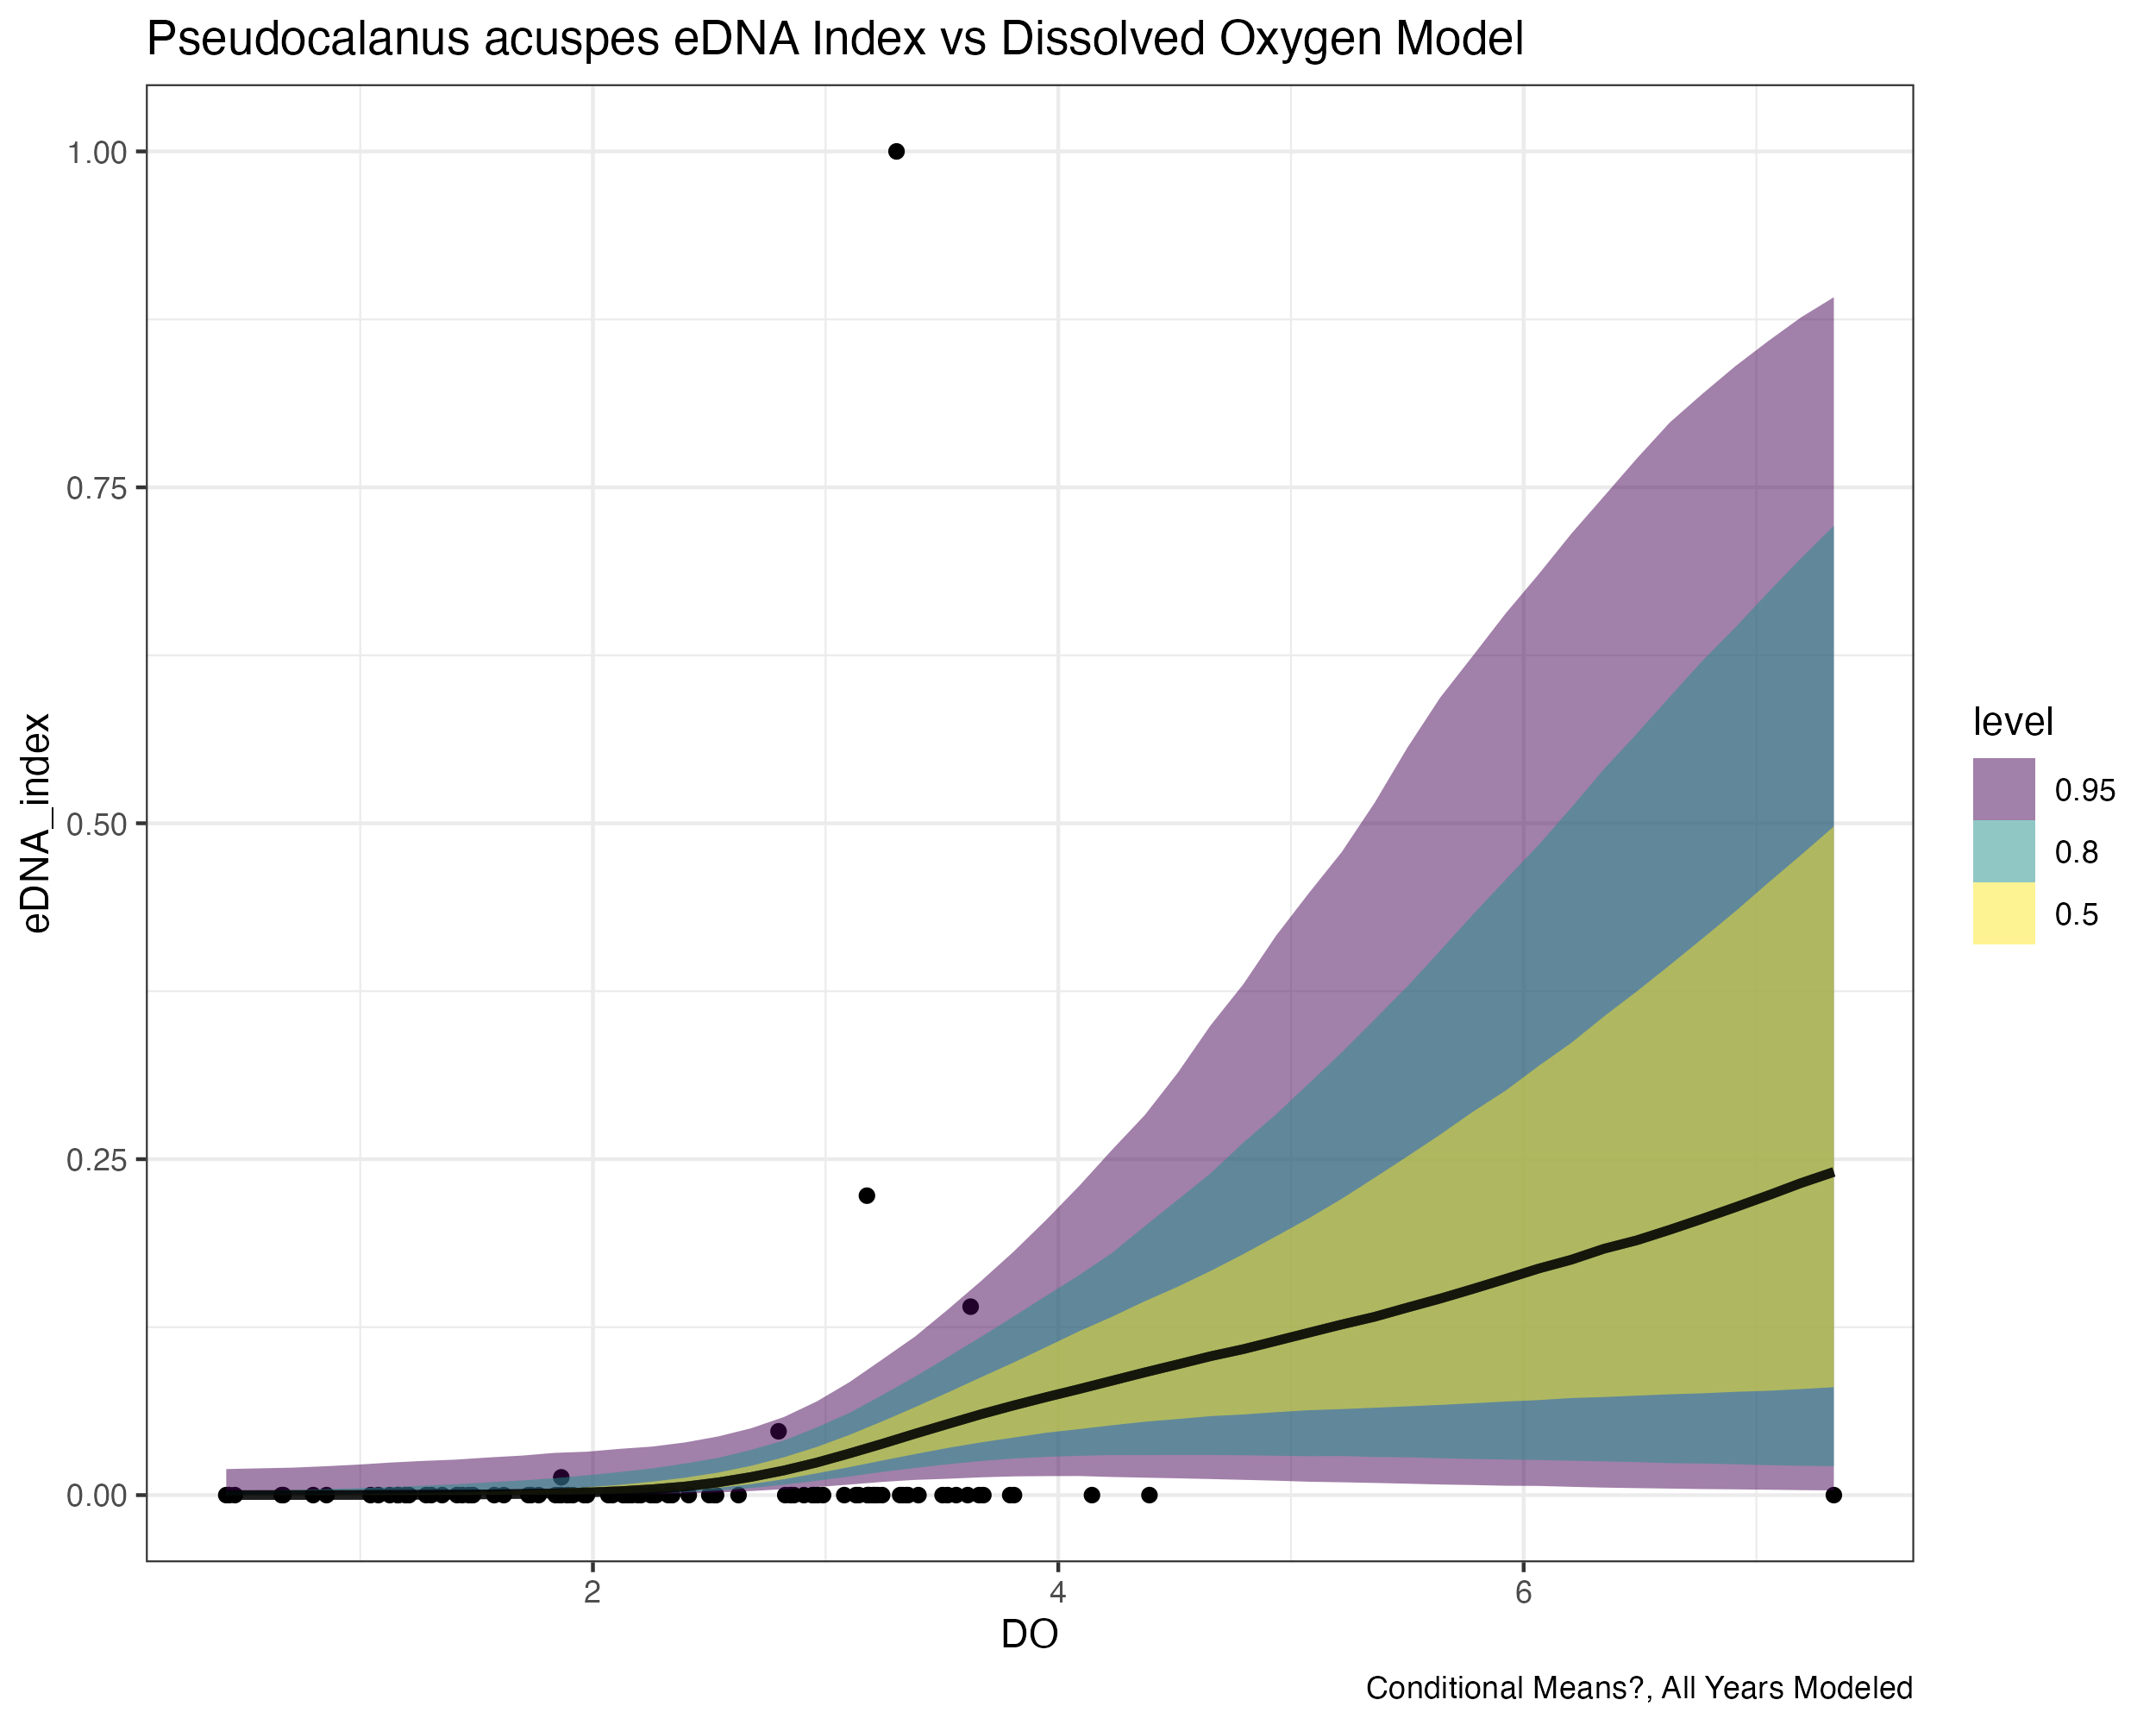 Pseudocalanus acuspes eDNA Index vs Dissolved Oxygen Model
1.00
0.75
0.50
0.25
0.00
eDNA_index
2 4 6
DO
level
0.95
0.8
0.5
Conditional Means?, All Years Modeled